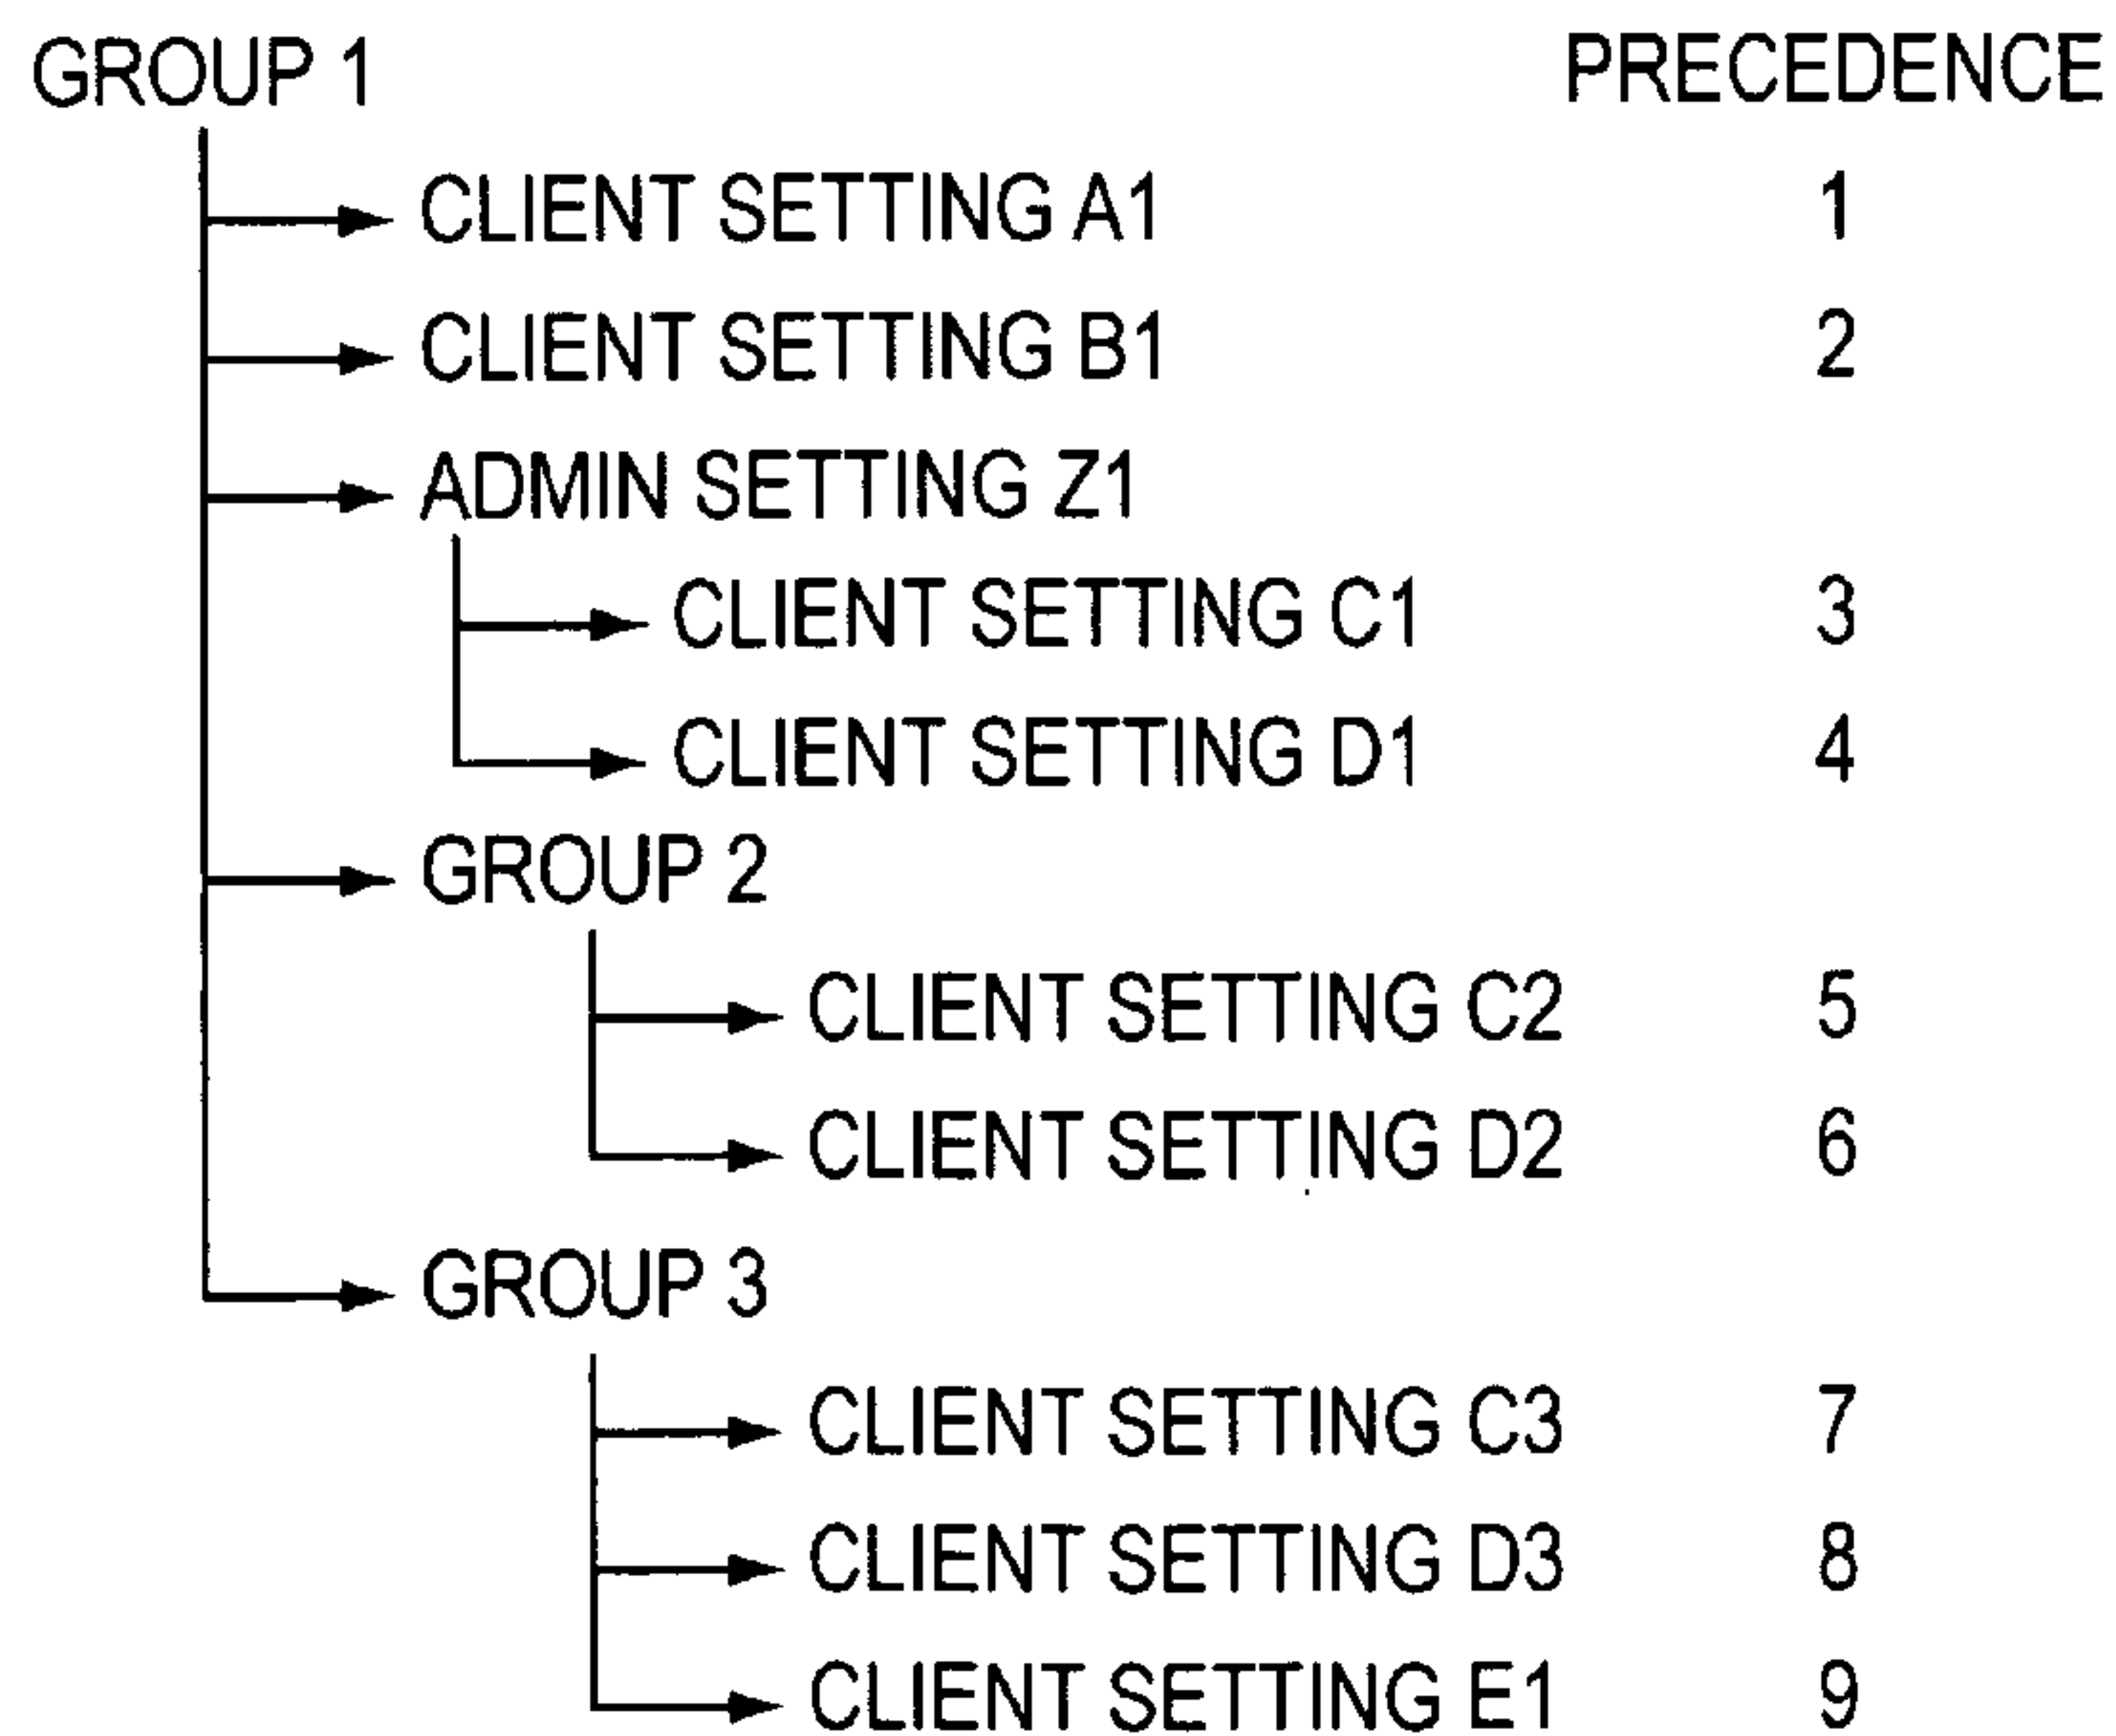 GROUP 1 PRECEDENCE
CLIENT SETTING A1 1
CLIENT SETTING B1 2
ADMIN SETTING Z1
CLIENT SETTING C1 3
CLIENT SETTING D1 4
GROUP 2
CLIENT SETTING C2 5
CLIENT SETTING D2 6
GROUP 3
CLIENT SETTING C3 7
CLIENT SETTING D3 8
CLIENT SETTING E1 9